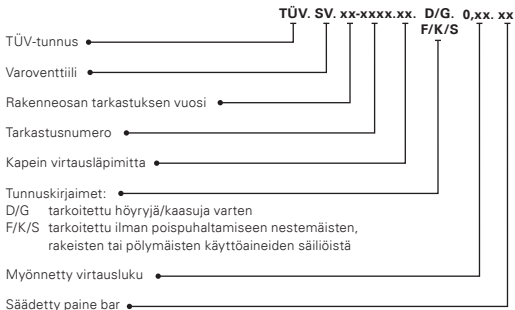 TÜV. SV. xx-xxxx.xx. D/G. 0,xx. xx
F/K/S
TÜV-tunnus
Varoventtiili
Rakenneosan tarkastuksen vuosi
Tarkastusnumero
Kapein virtausläpimitta
Tunnuskirjaimet:
D/G tarkoitettu höyryjä/kaasuja varten
F/K/S tarkoitettu ilman poispuhaltamiseen nestemäisten,
rakeisten tai pölymäisten käyttöaineiden säiliöistä
Myönnetty virtausluku
Säädetty paine bar